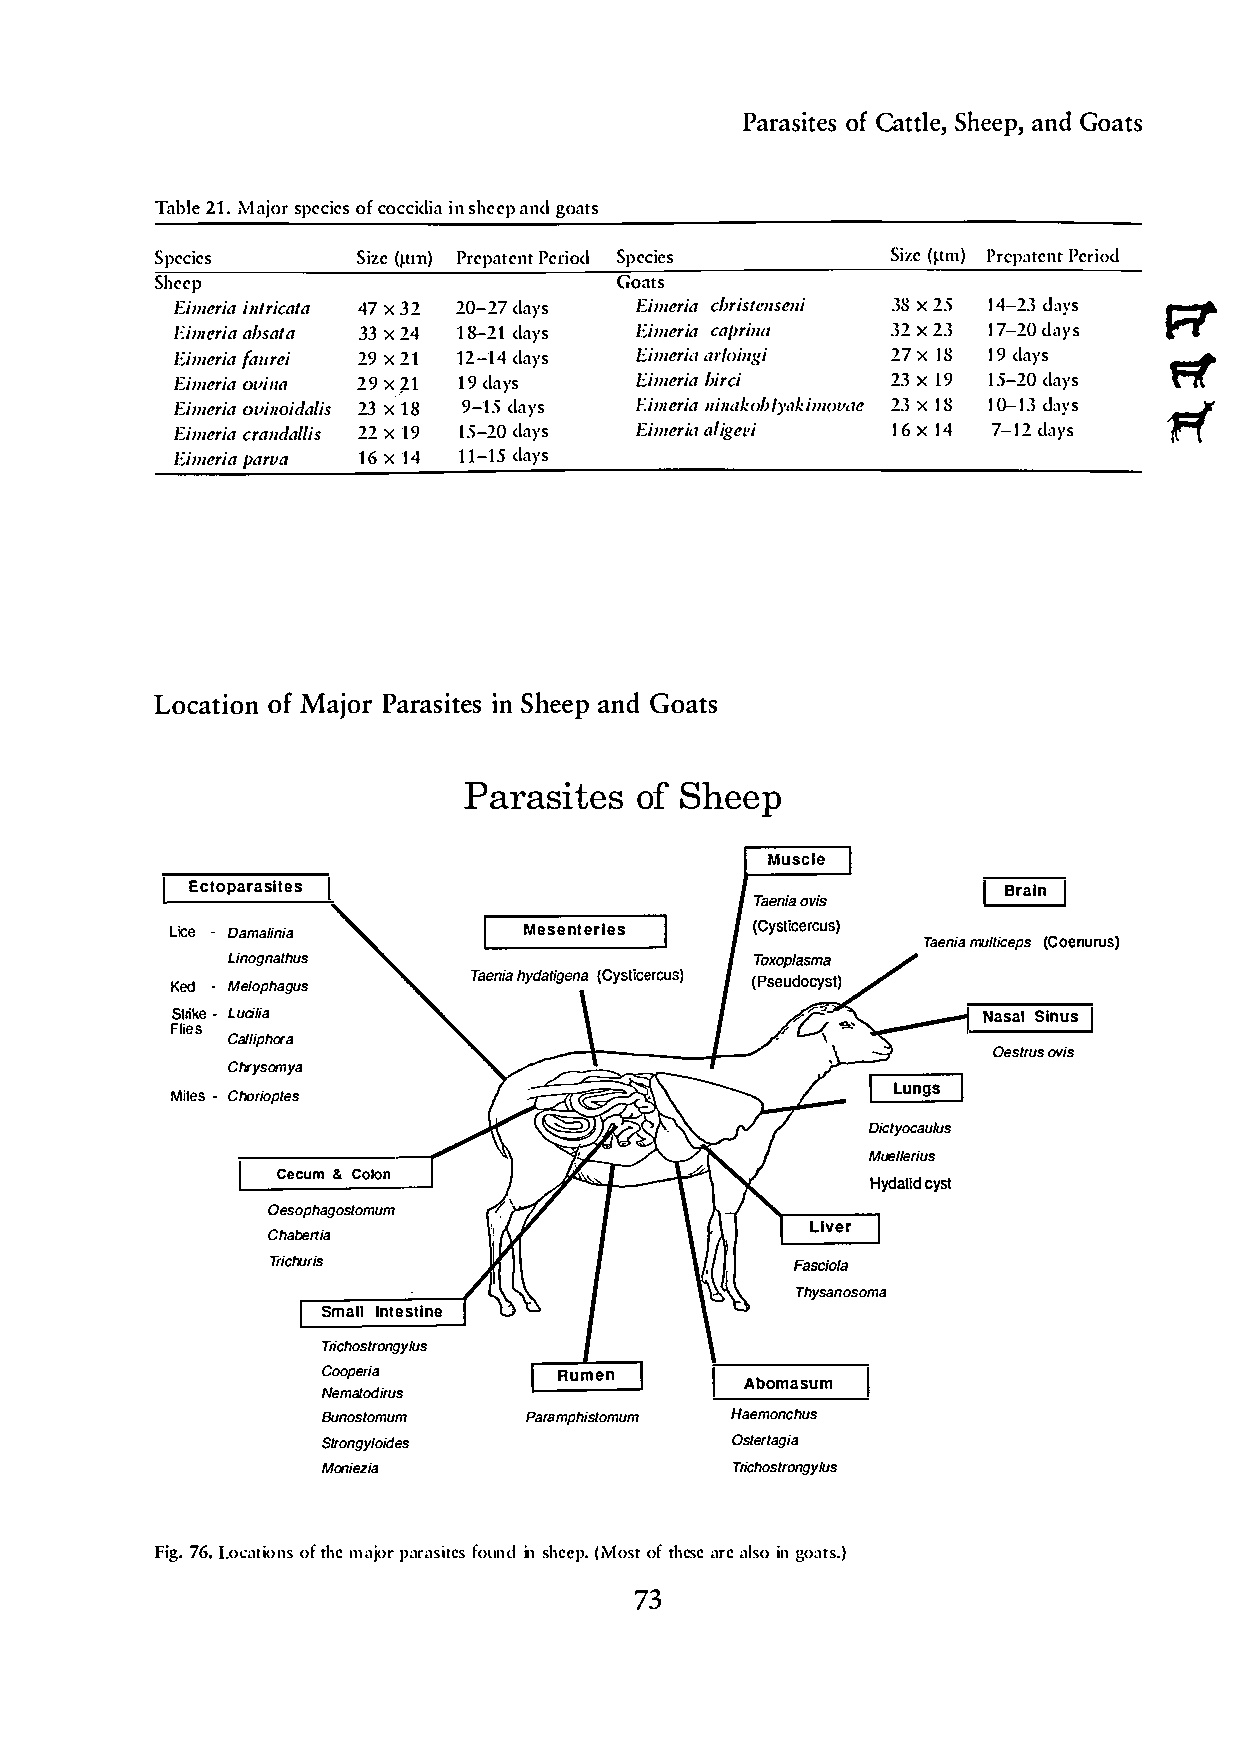 Parasites of Cattle, Sheep, and Goats
Table 21. Major species of coccidia in sheep and goats
Species Size (µm) Prepatent Period Species Size (µm) Prepatent Period
Sheep Goats
Eimeria intricata 47 × 32 20–27 days Eimeria christenseni 38 × 25 14–23 days
Eimeria ahsata 33 × 24 18–21 days Eimeria caprina 32 × 23 17–20 days
Eimeria faurei 29 × 21 12–14 days Eimeria arloingi 27 × 18 19 days
Eimeria ovina 29 × 21 19 days Eimeria hirci 23 × 19 15–20 days
Eimeria ovinoidalis 23 × 18 9–15 days Eimeria ninakohlyakimovae 23 × 18 10–13 days
Eimeria crandallis 22 × 19 15–20 days Eimeria aligevi 16 × 14 7–12 days
Eimeria parva 16 × 14 11–15 days
Location of Major Parasites in Sheep and Goats
Parasites of Sheep
Muscle
Taenia ovis
(Cysticercus)
Toxoplasma
(Pseudocyst)
Ectoparasites
Lice - Damalinia
Linognathus
Ked - Melophagus
Strike - Lucilia
Flies
Calliphora
Chrysomya
Mites - Chorioptes
Mesenteries
Taenia hydatigena (Cysticercus)
Brain
Taenia multiceps (Coenurus)
Nasal Sinus
Oestrus ovis
Lungs
Dictyocaulus
Muellerius
Hydatid cyst
Cecum & Colon
Oesophagostomum
Chabertia
Trichuris
Liver
Fasciola
Thysanosoma
Small Intestine
Trichostrongylus
Cooperia
Nematodirus
Bunostomum
Strongyloides
Moniezia
Rumen
Paramphistomum
Abomasum
Haemonchus
Ostertagia
Trichostrongylus
Fig. 76. Locations of the major parasites found in sheep. (Most of these are also in goats.)
73